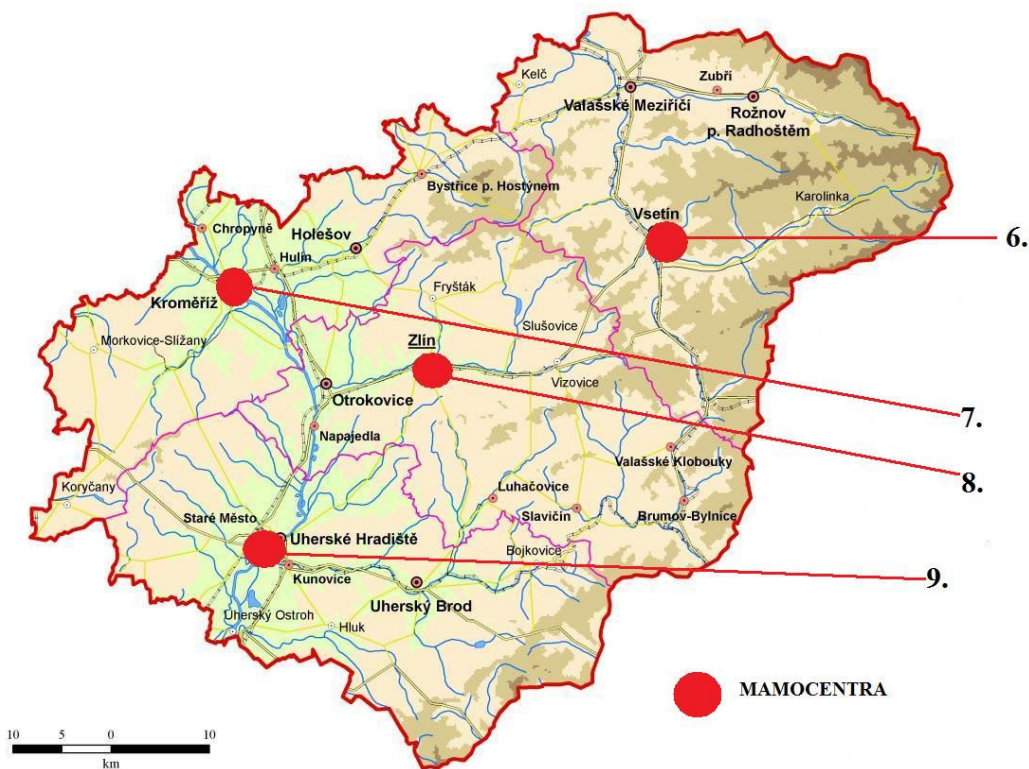 Kelč
Zubří
Valašské Meziříčí
Rožnov
p. Radhoštěm
Bystřice p. Hostýnem
Karolinka
Vsetín
6.
Chropyně
Holešov
Hulín
Kroměříž
Fryšták
Slušovice
Morkovice-Slížany
Zlín
Vizovice
Otrokovice
7.
Napajedla
Valašské Klobouky
8.
Koryčany
Luhačovice
Staré Město
Slavičín
Brumov-Bylnice
Uherské Hradiště
Bojkovice
Kunovice
9.
Uherský Brod
Uherský Ostroh
Hluk
MAMOCENTRA
10 5 0 10
km